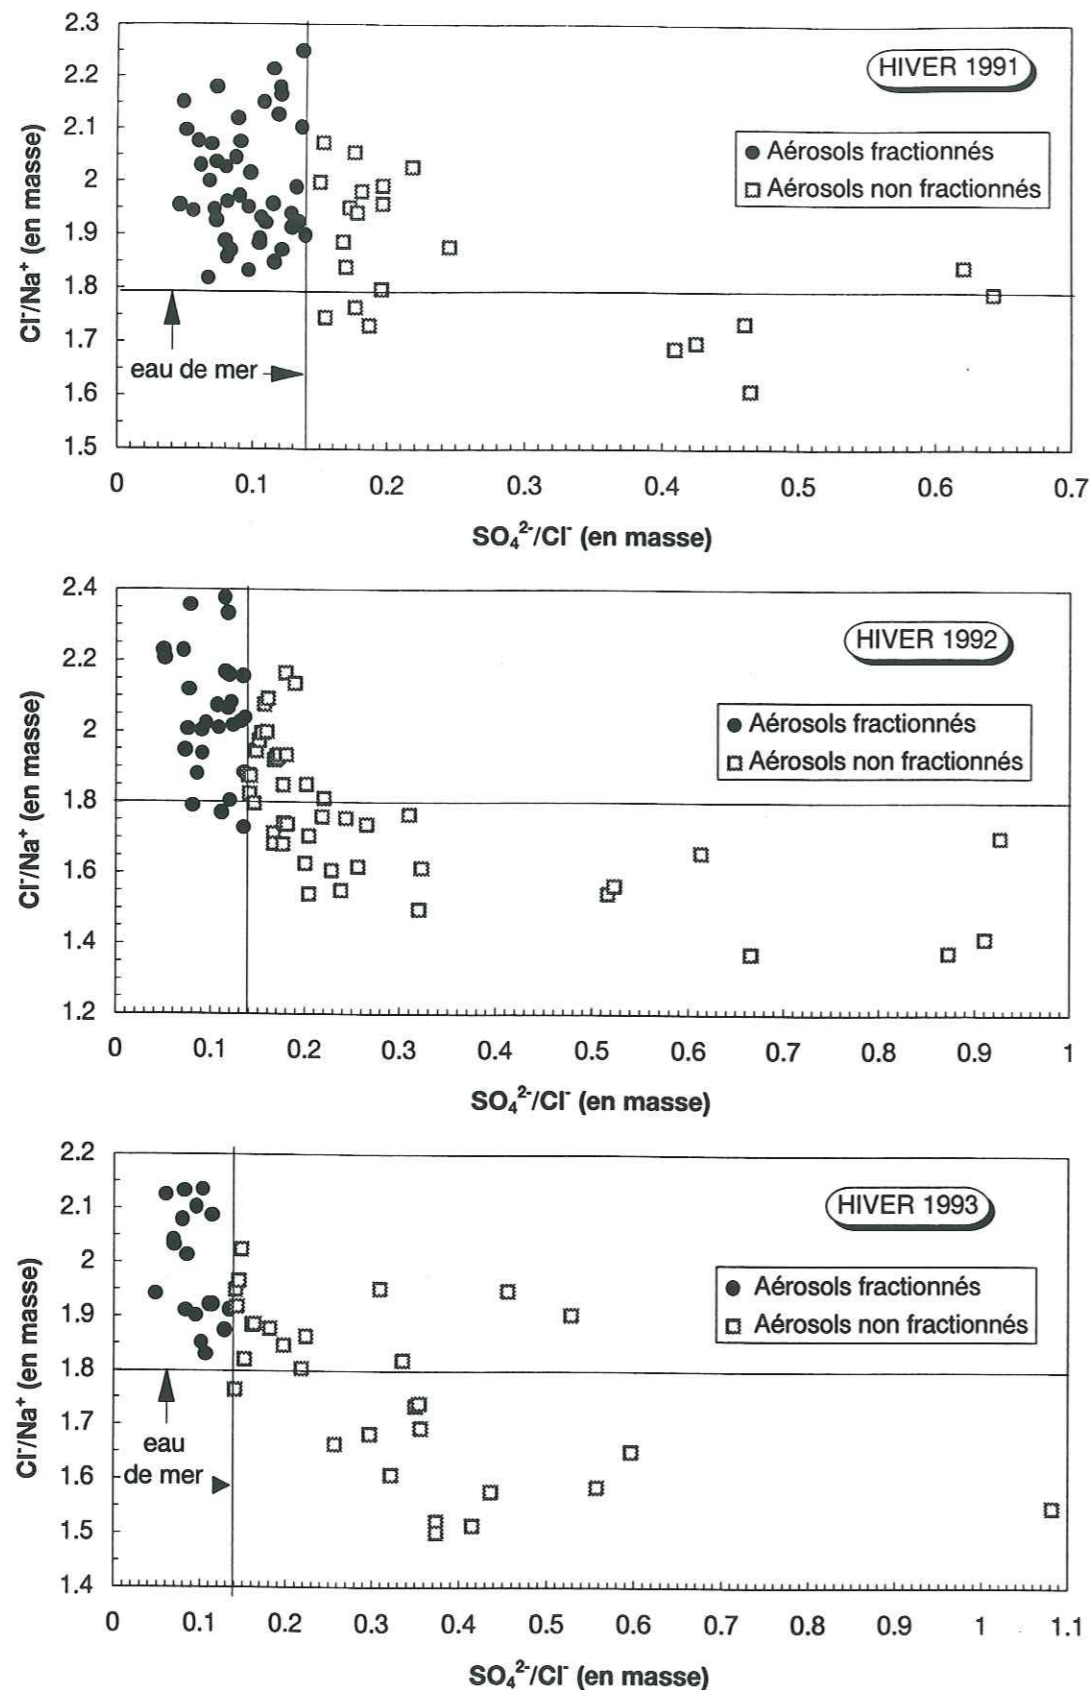 HIVER 1991
Cl⁻/Na⁺ (en masse)
2.3
2.2
2.1
2
1.9
1.8
1.7
1.6
1.5
Aérosols fractionnés
Aérosols non fractionnés
eau de mer
0 0.1 0.2 0.3 0.4 0.5 0.6 0.7
SO₄²⁻/Cl⁻ (en masse)
HIVER 1992
Cl⁻/Na⁺ (en masse)
2.4
2.2
2
1.8
1.6
1.4
1.2
Aérosols fractionnés
Aérosols non fractionnés
0 0.1 0.2 0.3 0.4 0.5 0.6 0.7 0.8 0.9 1
SO₄²⁻/Cl⁻ (en masse)
HIVER 1993
Cl⁻/Na⁺ (en masse)
2.2
2.1
2
1.9
1.8
1.7
1.6
1.5
1.4
Aérosols fractionnés
Aérosols non fractionnés
eau
de mer
0 0.1 0.2 0.3 0.4 0.5 0.6 0.7 0.8 0.9 1 1.1
SO₄²⁻/Cl⁻ (en masse)